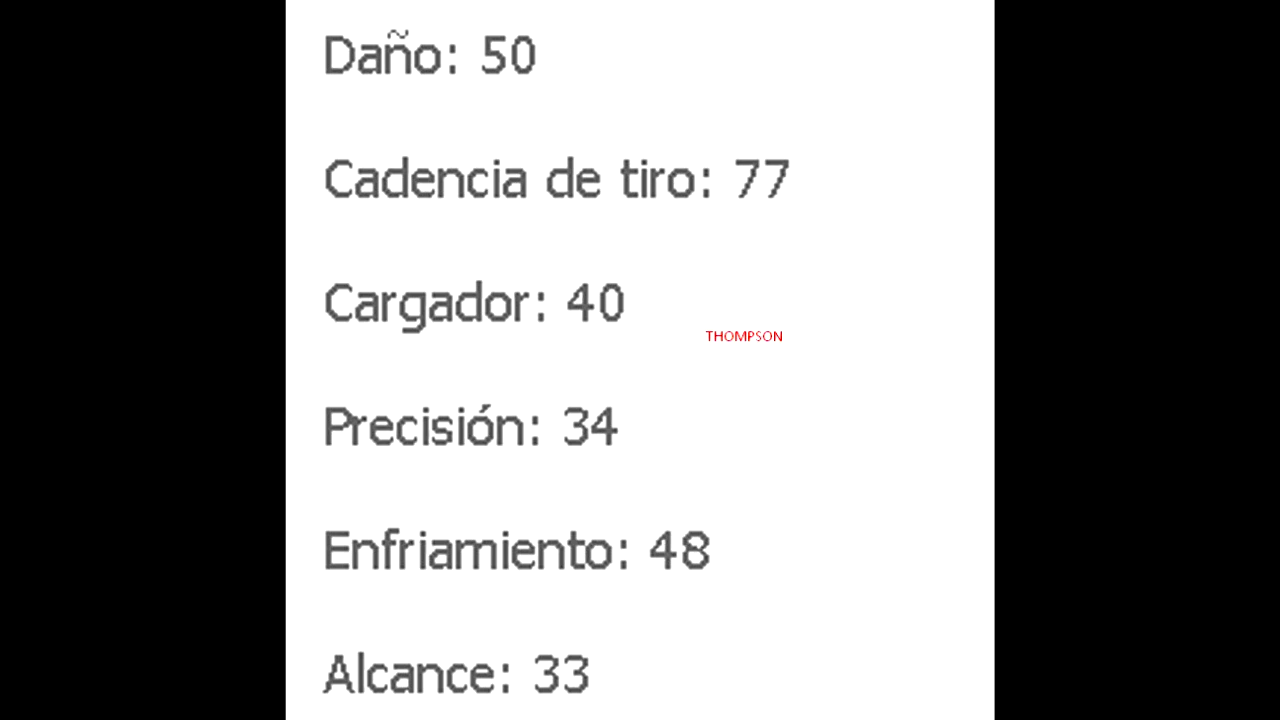 Daño: 50
Cadencia de tiro: 77
Cargador: 40
THOMPSON
Precisión: 34
Enfriamiento: 48
Alcance: 33